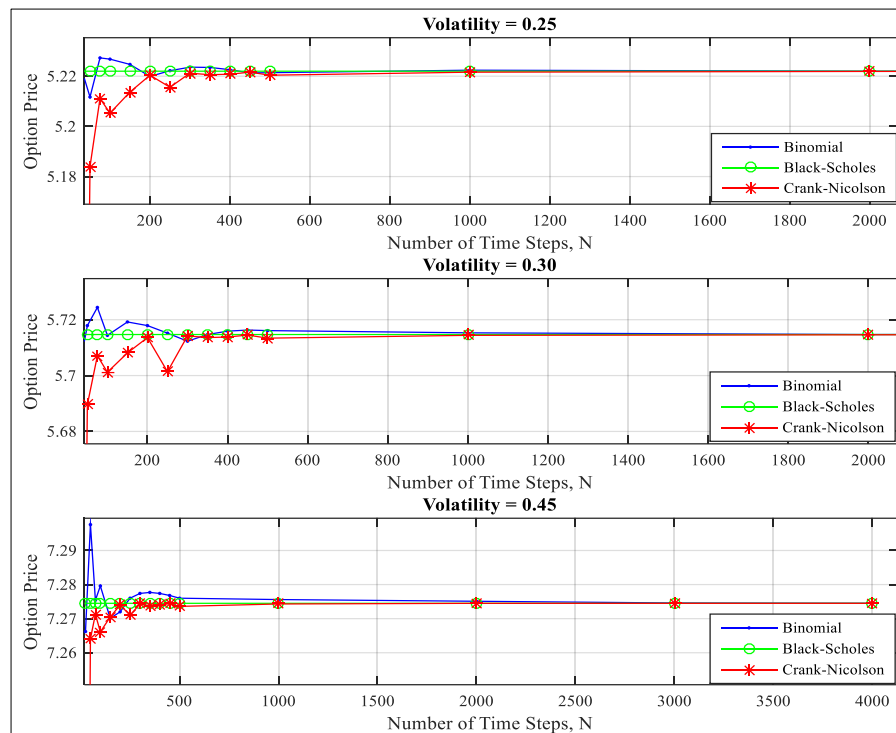 Volatility = 0.25
Option Price
5.22
5.2
5.18
200 400 600 800 1000 1200 1400 1600 1800 2000
Number of Time Steps, N
Binomial
Black-Scholes
Crank-Nicolson
Volatility = 0.30
Option Price
5.72
5.7
5.68
200 400 600 800 1000 1200 1400 1600 1800 2000
Number of Time Steps, N
Binomial
Black-Scholes
Crank-Nicolson
Volatility = 0.45
Option Price
7.29
7.28
7.27
7.26
500 1000 1500 2000 2500 3000 3500 4000
Number of Time Steps, N
Binomial
Black-Scholes
Crank-Nicolson